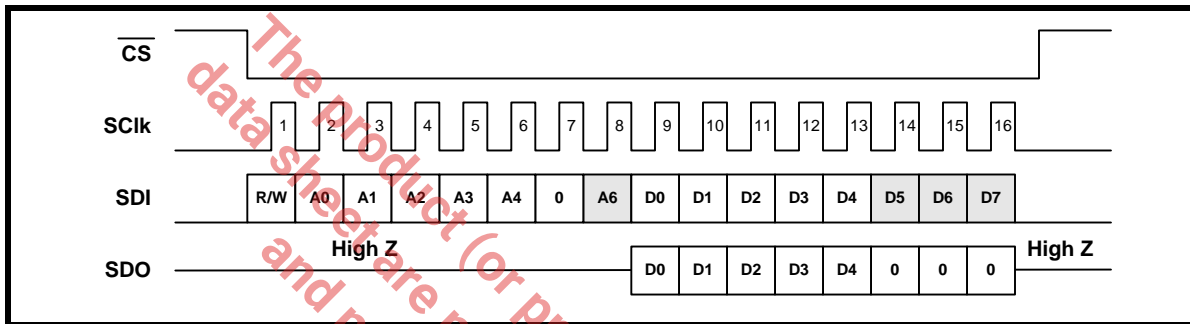 CS
SClk 1 2 3 4 5 6 7 8 9 10 11 12 13 14 15 16
SDI R/W A0 A1 A2 A3 A4 0 A6 D0 D1 D2 D3 D4 D5 D6 D7
High Z High Z
SDO D0 D1 D2 D3 D4 0 0 0
The product (or
data sheet are
and